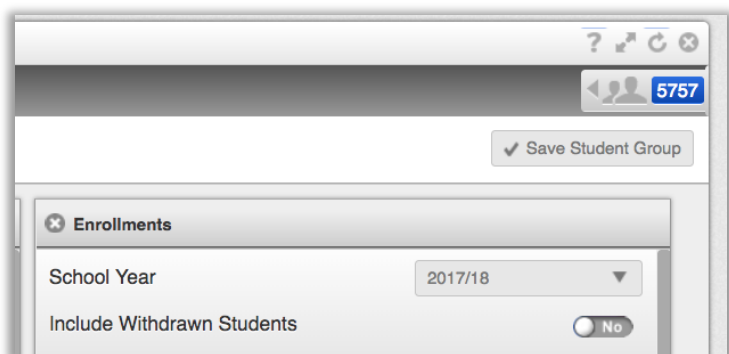 ?
5757
Save Student Group
Enrollments
School Year 2017/18
Include Withdrawn Students No